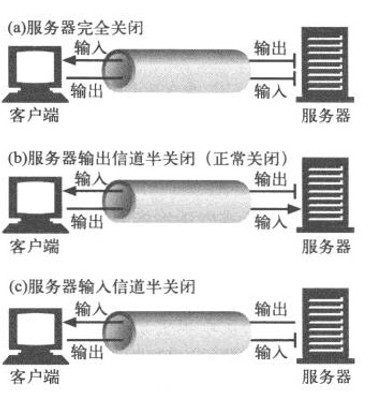 (a)服务器完全关闭
输入 输出
输出 输入
客户端 服务器
(b)服务器输出信道半关闭（正常关闭）
输入 输出
输出 输入
客户端 服务器
(c)服务器输入信道半关闭
输入 输出
输出 输入
客户端 服务器